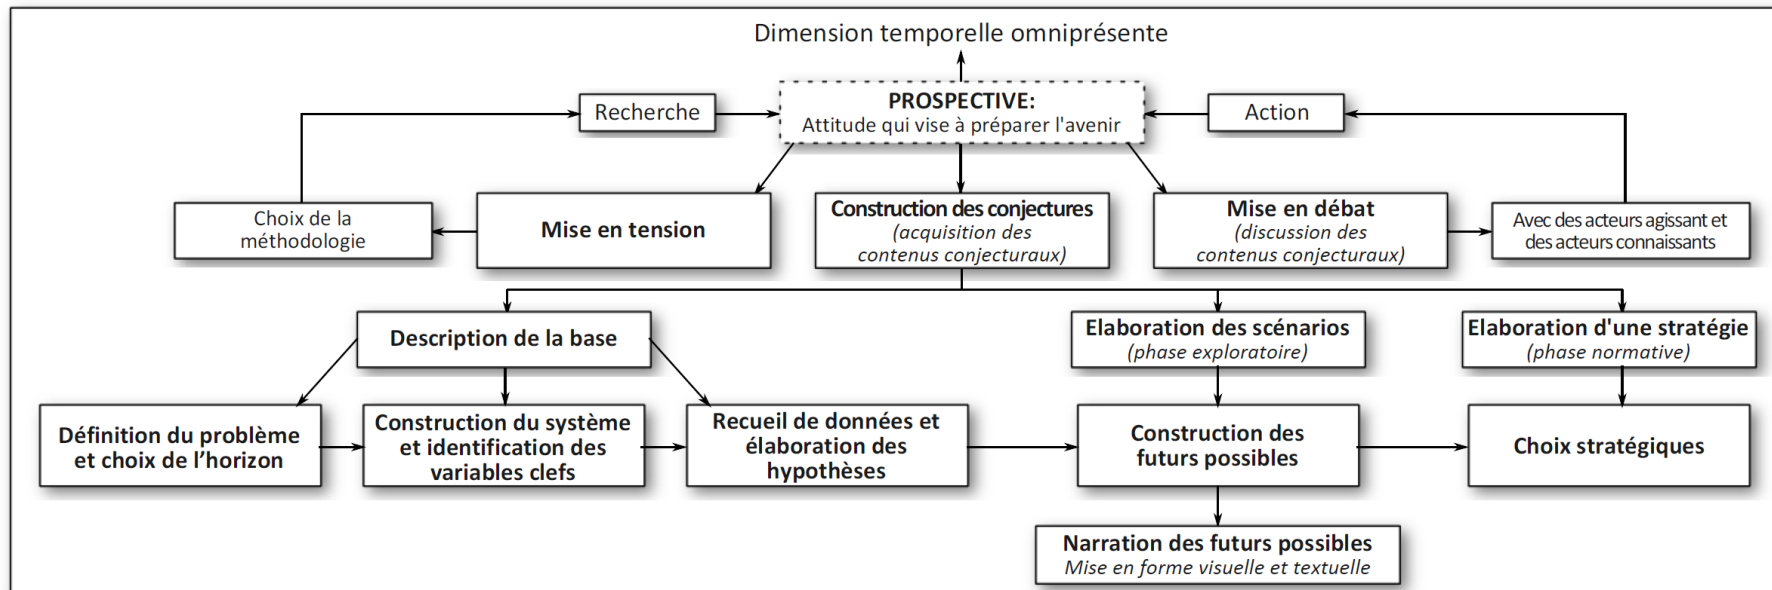 Dimension temporelle omniprésente
Recherche
PROSPECTIVE:
Attitude qui vise à préparer l'avenir
Action
Choix de la
méthodologie
Mise en tension
Construction des conjectures
(acquisition des
contenus conjecturaux)
Mise en débat
(discussion des
contenus conjecturaux)
Avec des acteurs agissant et
des acteurs connaissants
Description de la base
Elaboration des scénarios
(phase exploratoire)
Elaboration d'une stratégie
(phase normative)
Définition du problème
et choix de l’horizon
Construction du système
et identification des
variables clefs
Recueil de données et
élaboration des
hypothèses
Construction des
futurs possibles
Choix stratégiques
Narration des futurs possibles
Mise en forme visuelle et textuelle